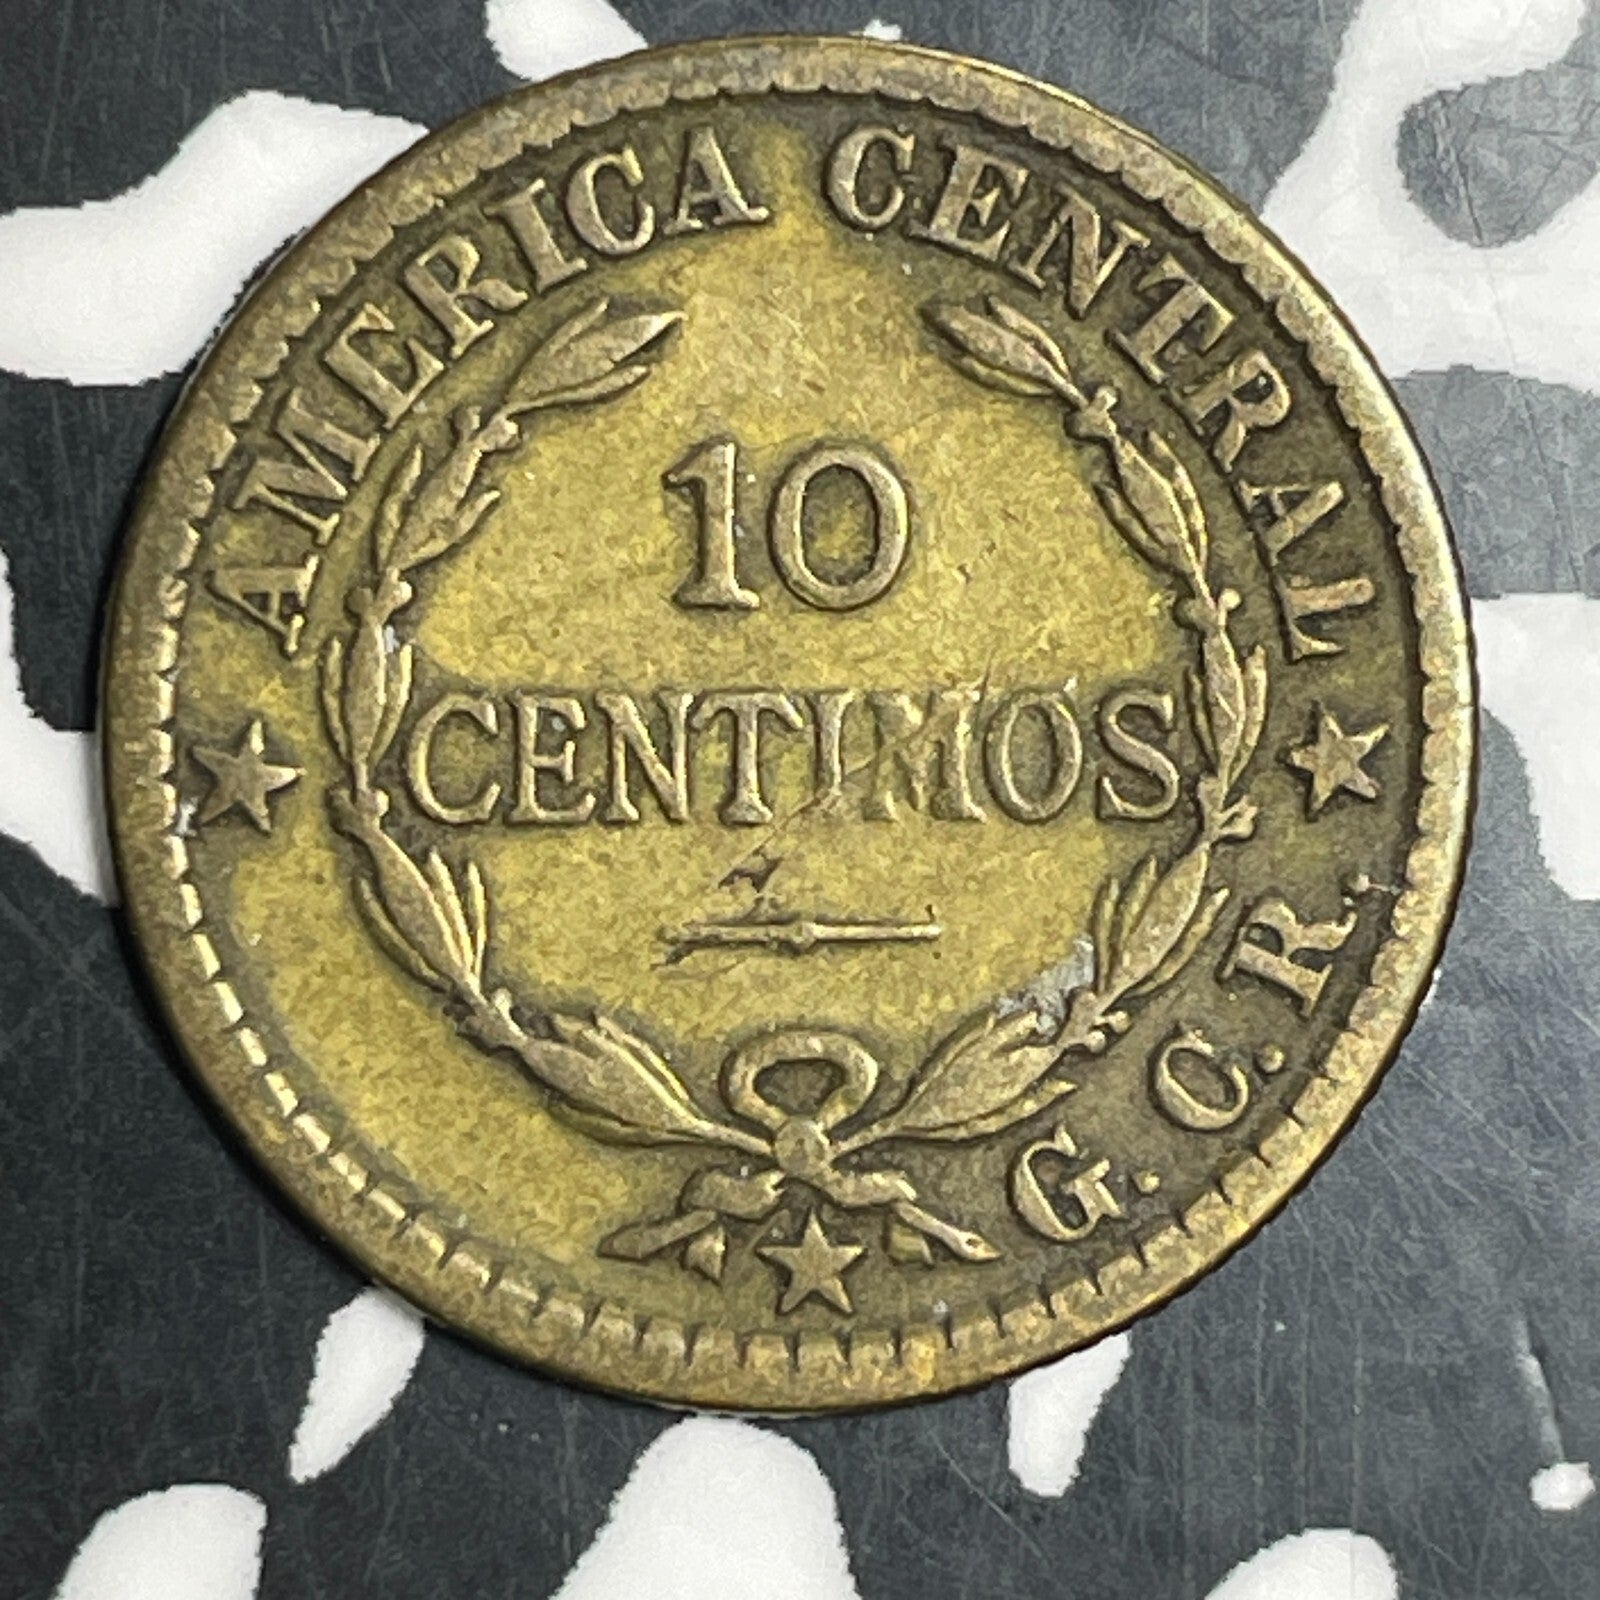 AMERICA CENTRAL
10
CENTIMOS
G. C. R.